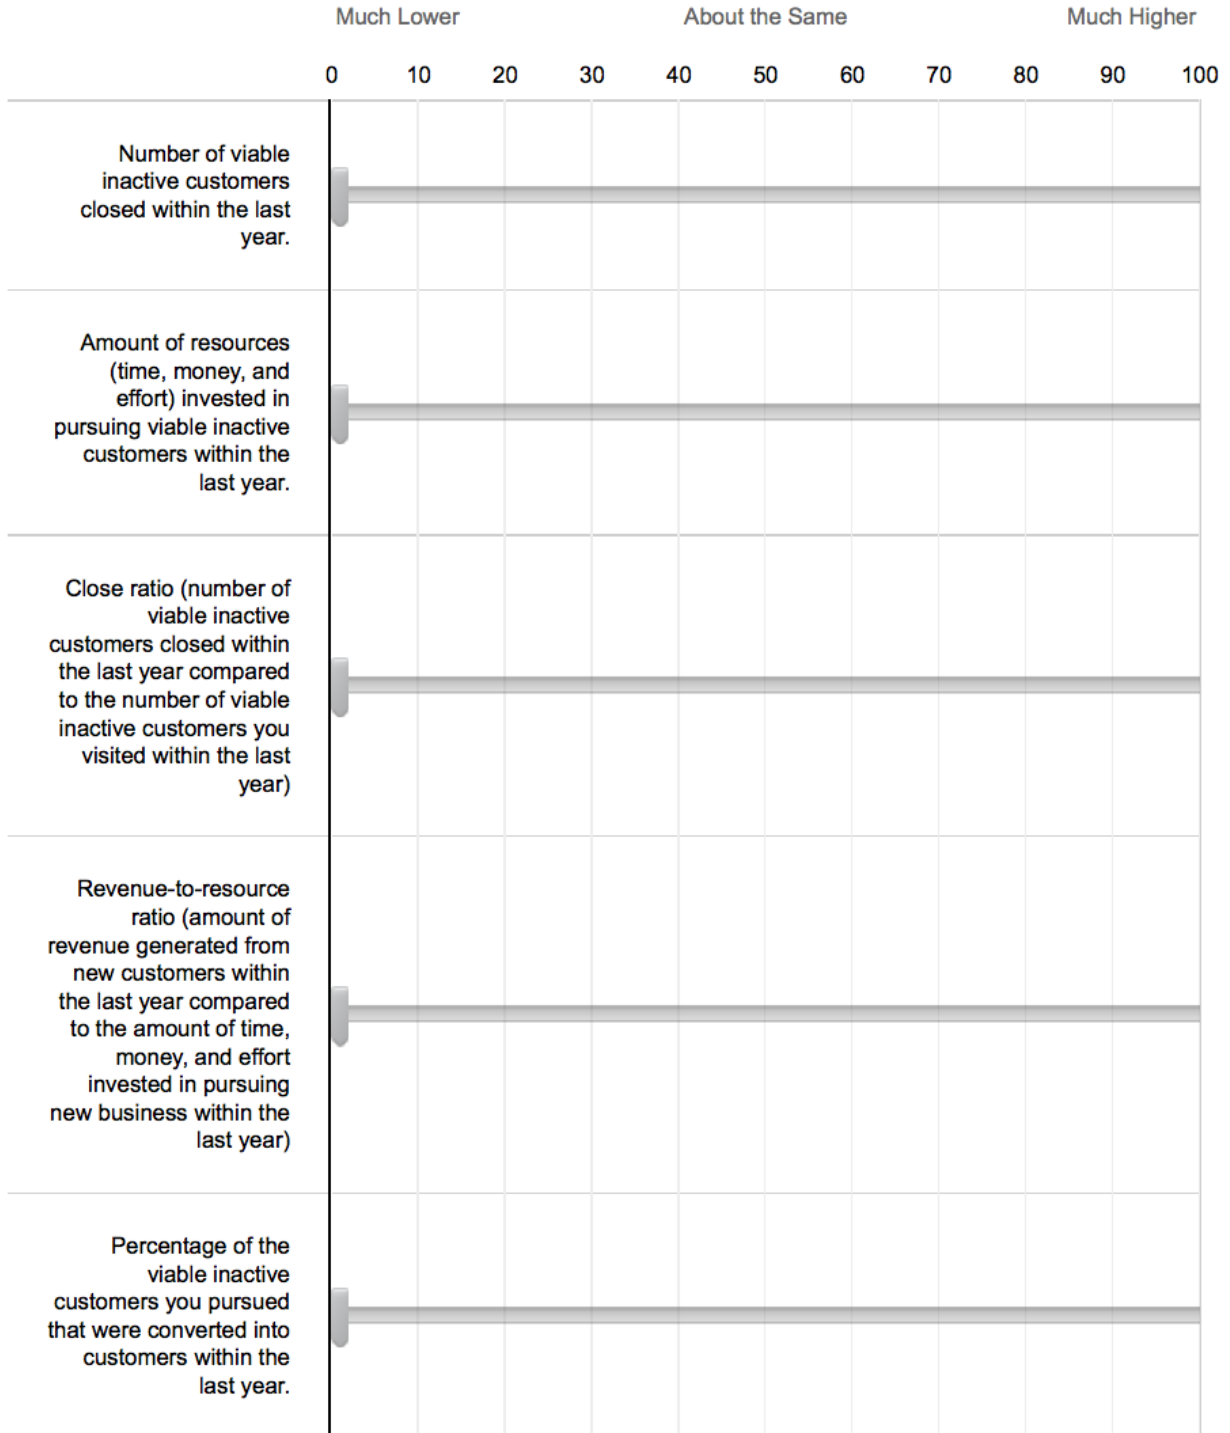 Much Lower About the Same Much Higher
0 10 20 30 40 50 60 70 80 90 100
Number of viable
inactive customers
closed within the last
year.
Amount of resources
(time, money, and
effort) invested in
pursuing viable inactive
customers within the
last year.
Close ratio (number of
viable inactive
customers closed within
the last year compared
to the number of viable
inactive customers you
visited within the last
year)
Revenue-to-resource
ratio (amount of
revenue generated from
new customers within
the last year compared
to the amount of time,
money, and effort
invested in pursuing
new business within the
last year)
Percentage of the
viable inactive
customers you pursued
that were converted into
customers within the
last year.